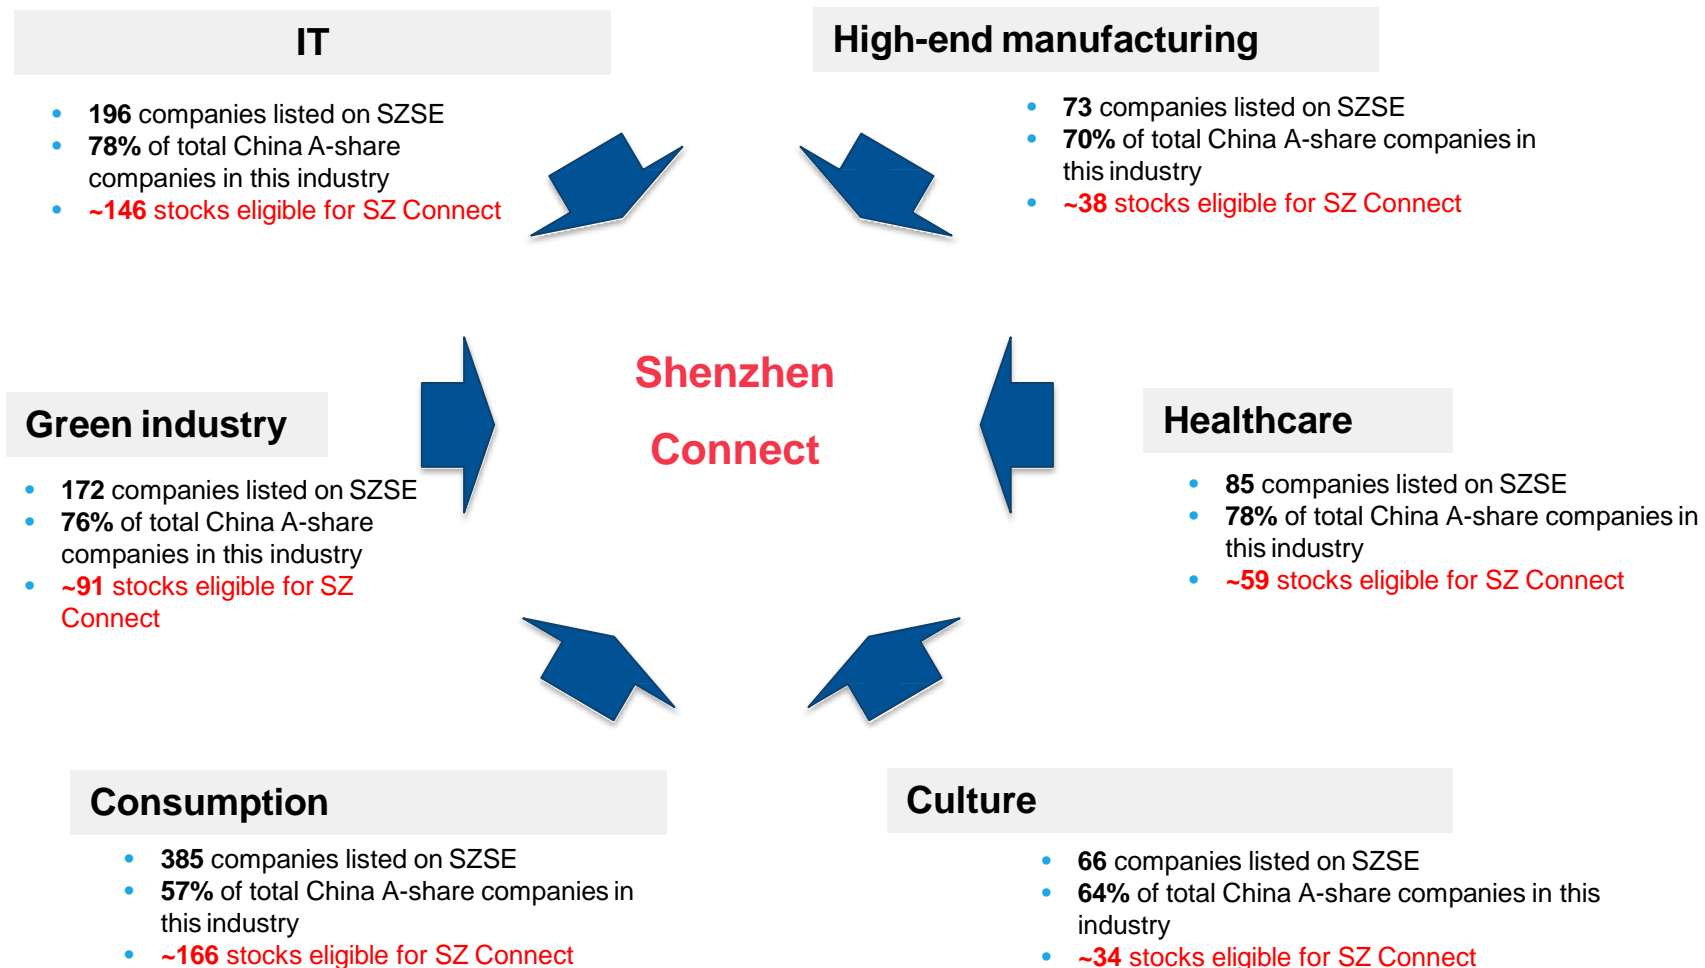 IT
• 196 companies listed on SZSE
• 78% of total China A-share
companies in this industry
• ~146 stocks eligible for SZ Connect
High-end manufacturing
• 73 companies listed on SZSE
• 70% of total China A-share companies in
this industry
• ~38 stocks eligible for SZ Connect
Shenzhen
Connect
Green industry
• 172 companies listed on SZSE
• 76% of total China A-share
companies in this industry
• ~91 stocks eligible for SZ
Connect
Healthcare
• 85 companies listed on SZSE
• 78% of total China A-share companies in
this industry
• ~59 stocks eligible for SZ Connect
Consumption
• 385 companies listed on SZSE
• 57% of total China A-share companies in
this industry
• ~166 stocks eligible for SZ Connect
Culture
• 66 companies listed on SZSE
• 64% of total China A-share companies in this
industry
• ~34 stocks eligible for SZ Connect